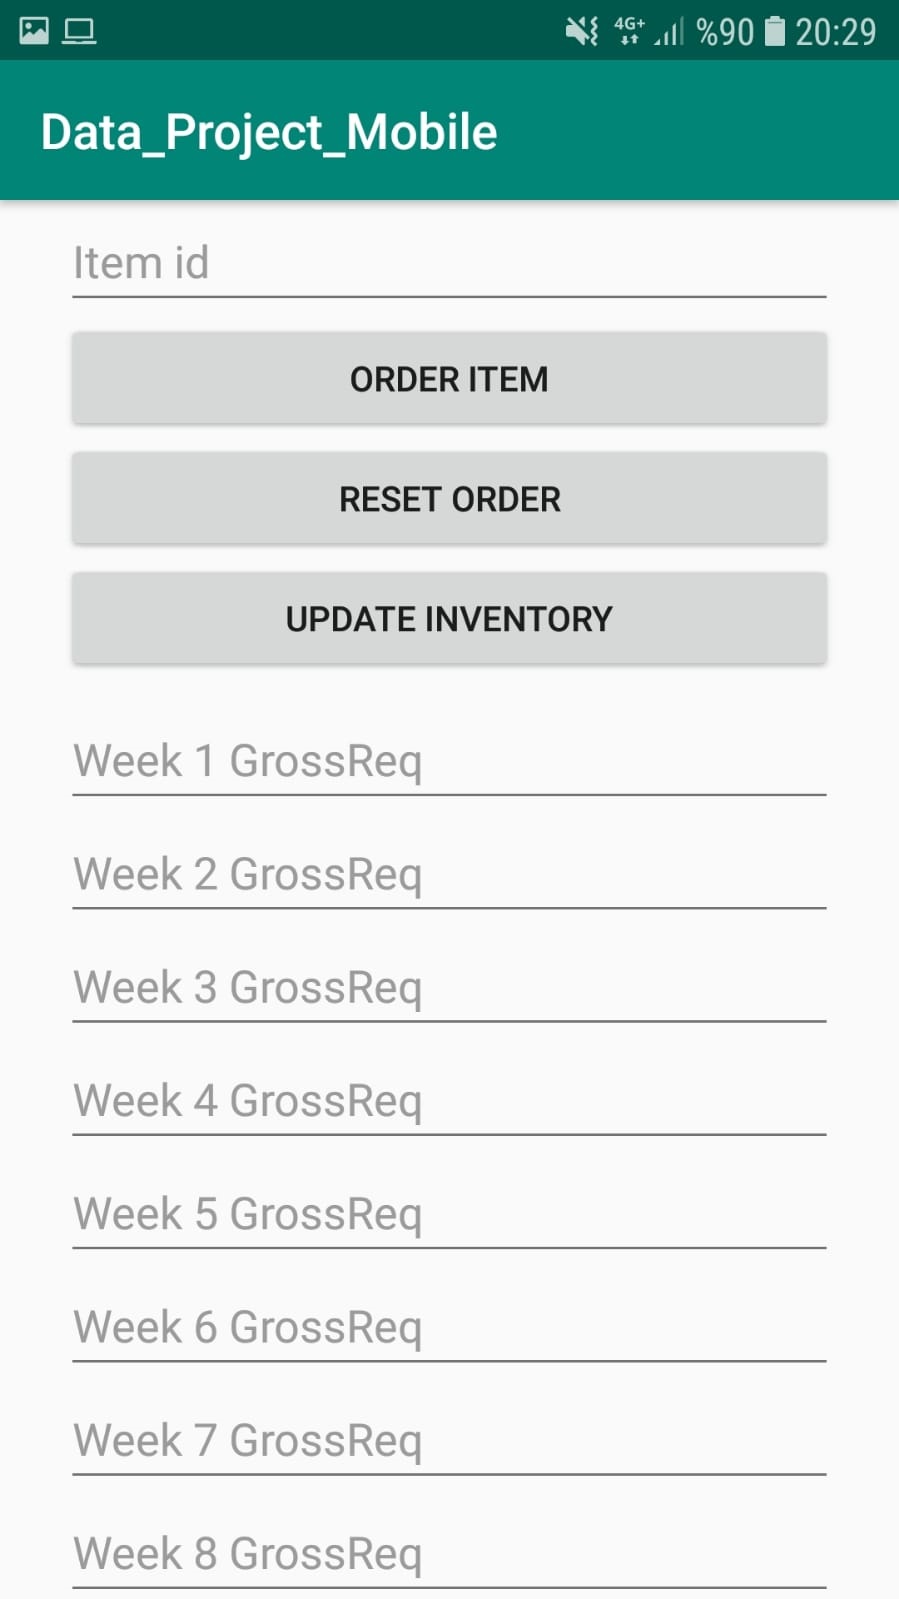 4G+ %90 20:29
Data_Project_Mobile
Item id
ORDER ITEM
RESET ORDER
UPDATE INVENTORY
Week 1 GrossReq
Week 2 GrossReq
Week 3 GrossReq
Week 4 GrossReq
Week 5 GrossReq
Week 6 GrossReq
Week 7 GrossReq
Week 8 GrossReq